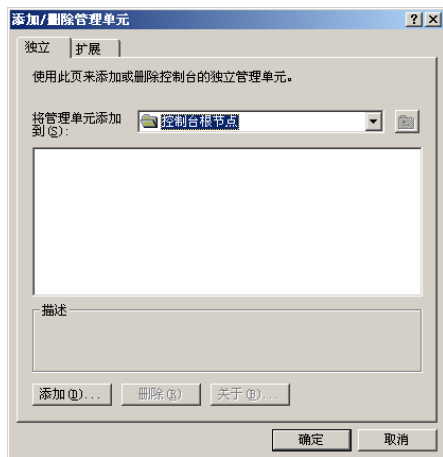 添加/删除管理单元
独立
扩展
使用此页来添加或删除控制台的独立管理单元。
将管理单元添加
到(S):
控制台根节点
描述
添加(D)...
删除(R)
关于(B)...
确定
取消